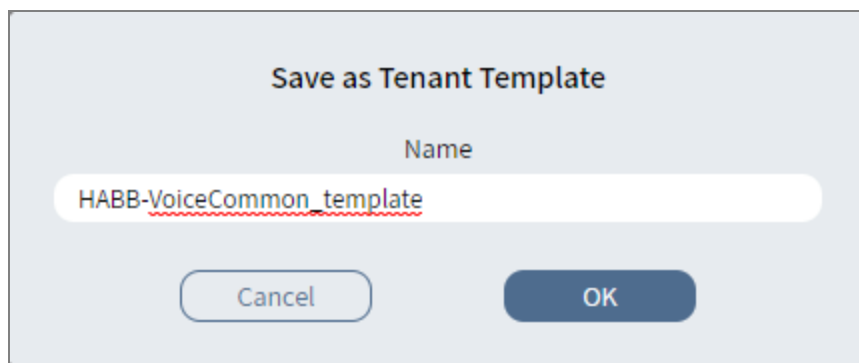 Save as Tenant Template
Name
HABB-VoiceCommon_template
Cancel OK